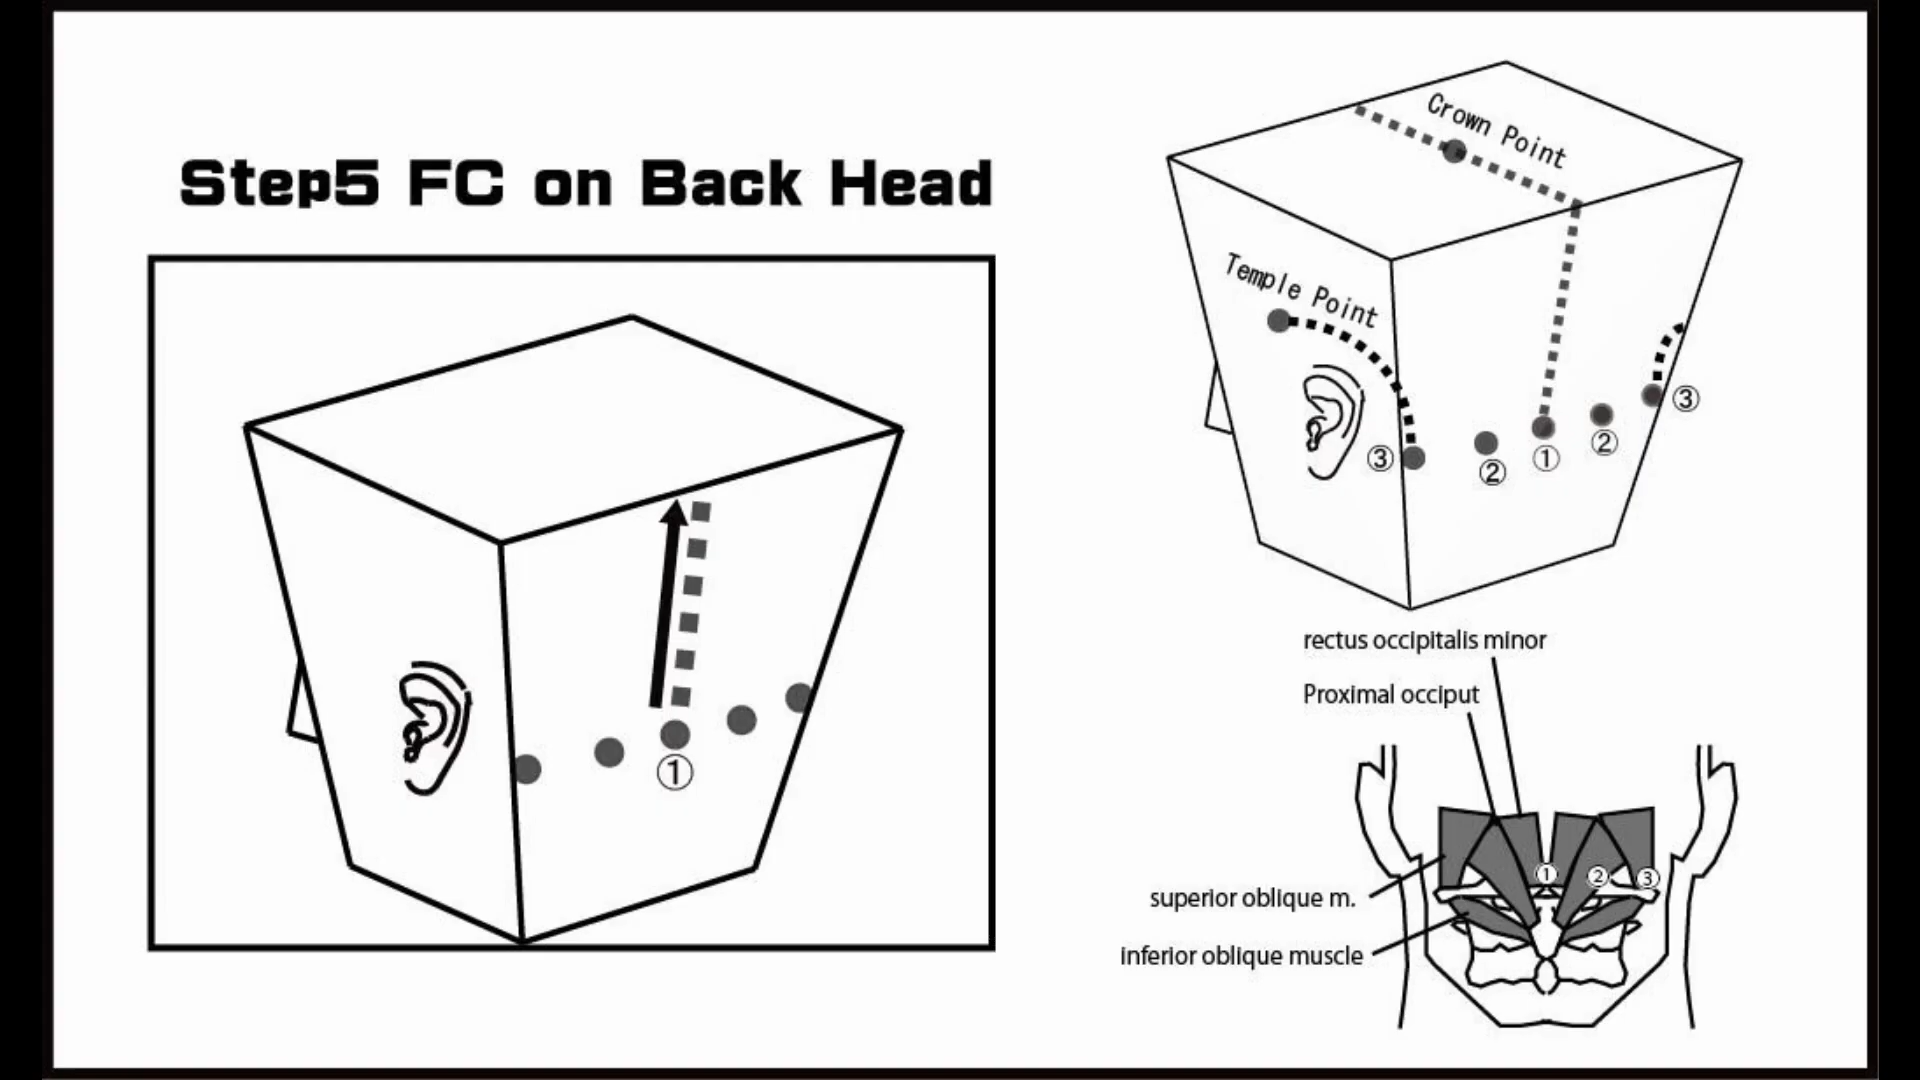 Step5 FC on Back Head
①
Crown Point
Temple Point
③
②
①
②
③
rectus occipitalis minor
Proximal occiput
①
②
③
superior oblique m.
inferior oblique muscle